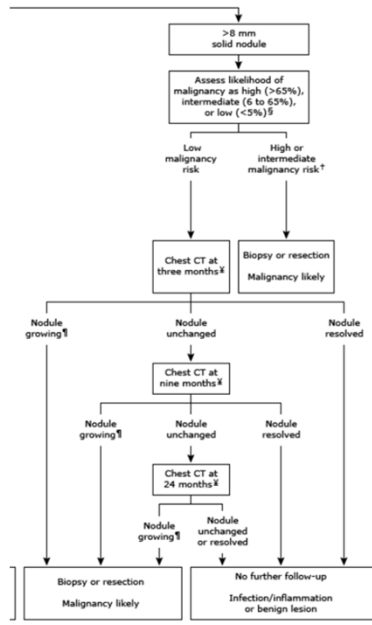 >8 mm
solid nodule
Assess likelihood of
malignancy as high (>65%),
intermediate (6 to 65%),
or low (<5%)§
Low
malignancy
risk
High or
intermediate
malignancy risk†
Chest CT at
three months¥
Biopsy or resection
Malignancy likely
Nodule
growing¶
Nodule
unchanged
Nodule
resolved
Chest CT at
nine months¥
Nodule
growing¶
Nodule
unchanged
Nodule
resolved
Chest CT at
24 months¥
Nodule
growing¶
Nodule
unchanged
or resolved
Biopsy or resection
Malignancy likely
No further follow-up
Infection/inflammation
or benign lesion